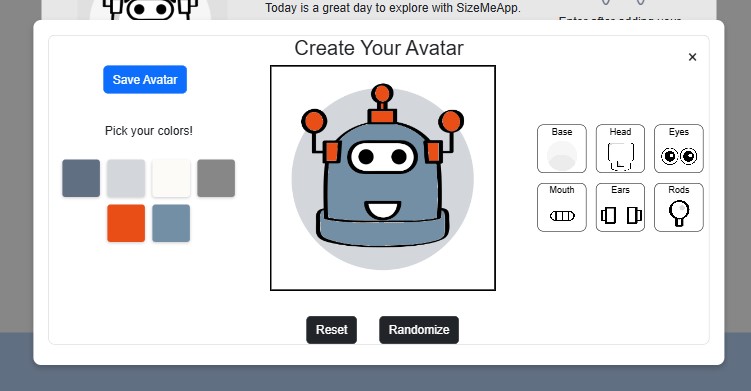 Today is a great day to explore with SizeMeApp.
Enter after adding your
Create Your Avatar
×
Save Avatar
Pick your colors!
Base
Head
Eyes
Mouth
Ears
Rods
Reset
Randomize